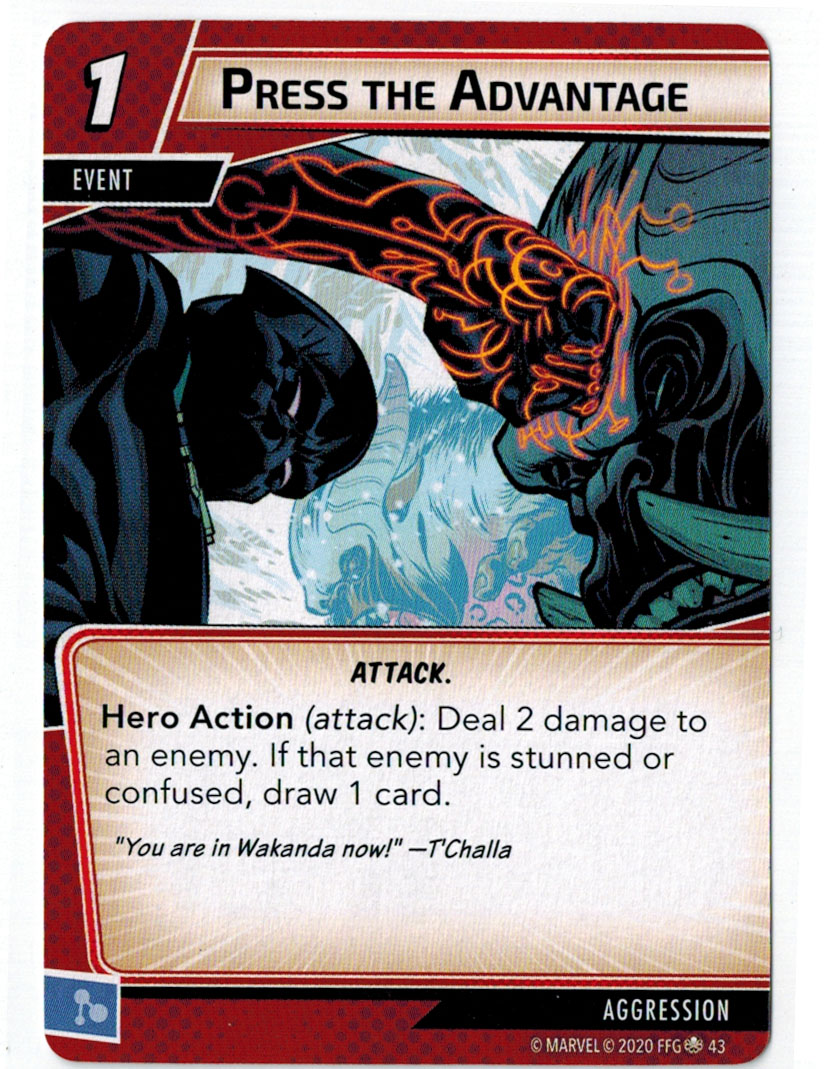 1
PRESS THE ADVANTAGE
EVENT
ATTACK.
Hero Action (attack): Deal 2 damage to
an enemy. If that enemy is stunned or
confused, draw 1 card.
"You are in Wakanda now!" —T'Challa
AGGRESSION
© MARVEL © 2020 FFG 43